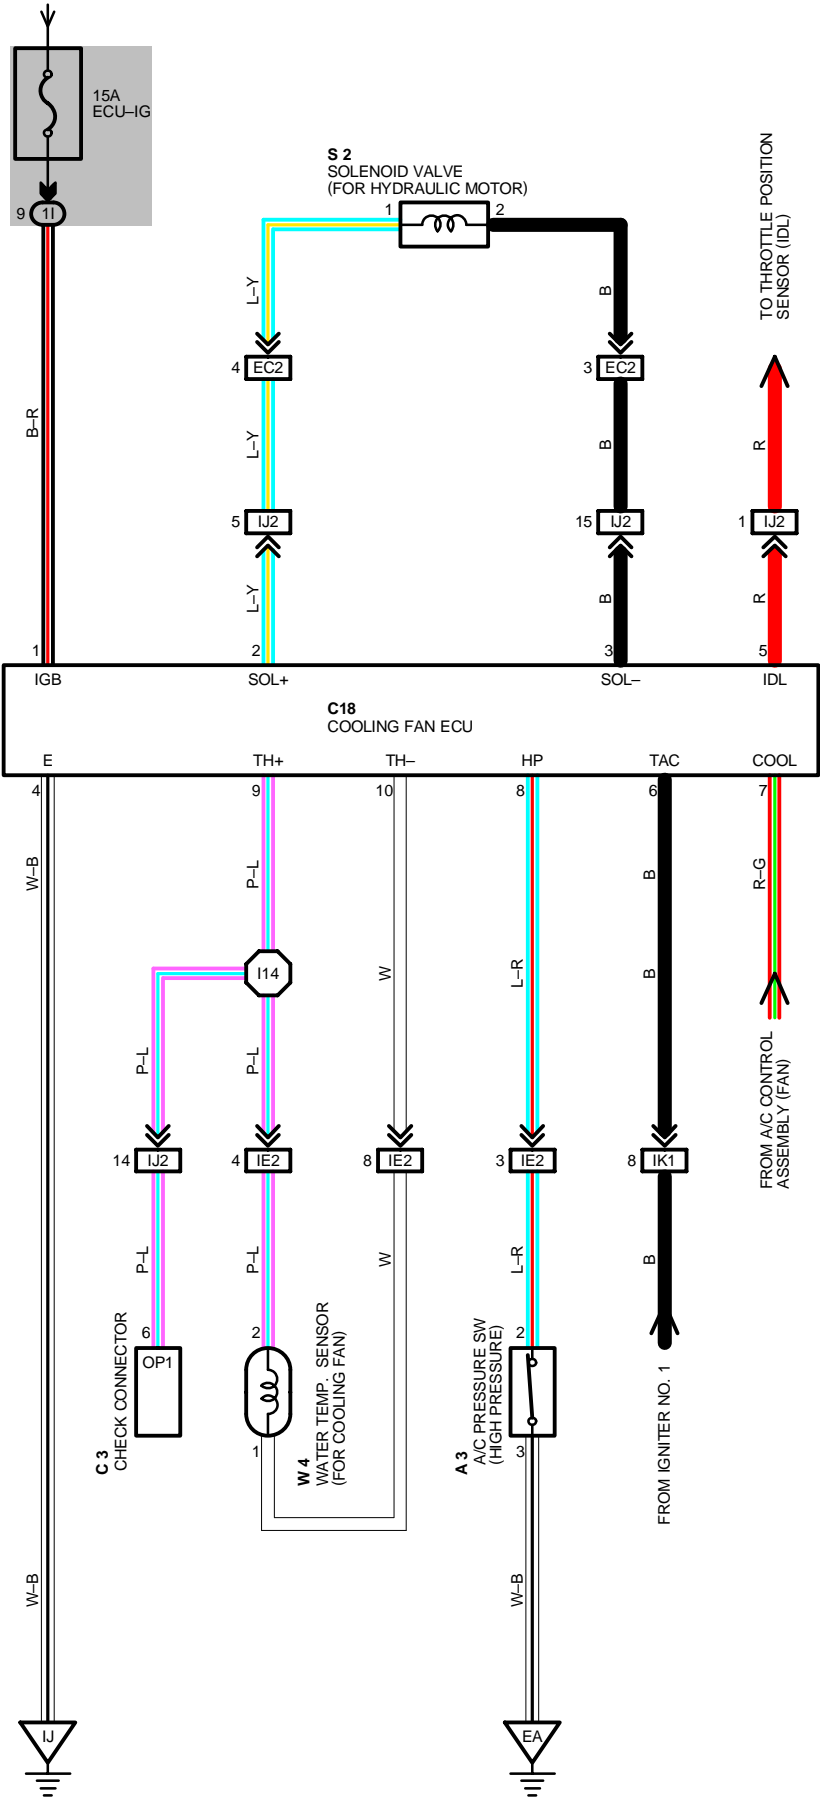 15A
ECU–IG
9 1I
S 2
SOLENOID VALVE
(FOR HYDRAULIC MOTOR)
1 2
TO THROTTLE POSITION
SENSOR (IDL)
L–Y
B
4 EC2
3 EC2
B–R
L–Y
B
R
5 IJ2
15 IJ2
1 IJ2
L–Y
B
R
1 2 3 5
IGB SOL+ SOL– IDL
C18
COOLING FAN ECU
E TH+ TH– HP TAC COOL
4 9 10 8 6 7
W–B
P–L
B
R–G
I14
W
L–R
B
P–L
P–L
FROM A/C CONTROL
ASSEMBLY (FAN)
14 IJ2
4 IE2
8 IE2
3 IE2
8 IK1
P–L
P–L
W
L–R
B
6
OP1
C 3
CHECK CONNECTOR
2
1
W 4
WATER TEMP. SENSOR
(FOR COOLING FAN)
2
3
A 3
A/C PRESSURE SW
(HIGH PRESSURE)
FROM IGNITER NO. 1
W–B
W–B
IJ
EA